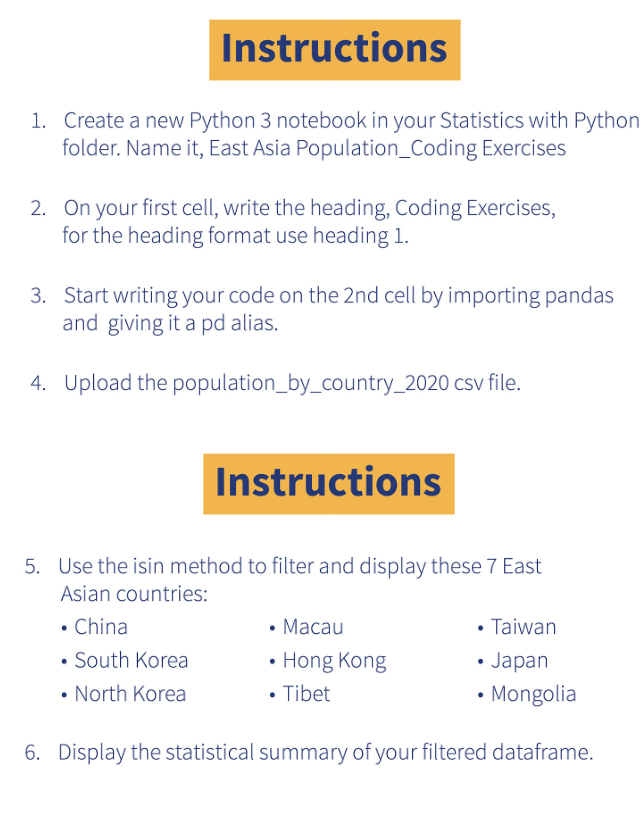 Instructions
1. Create a new Python 3 notebook in your Statistics with Python
folder. Name it, East Asia Population_Coding Exercises
2. On your first cell, write the heading, Coding Exercises,
for the heading format use heading 1.
3. Start writing your code on the 2nd cell by importing pandas
and giving it a pd alias.
4. Upload the population_by_country_2020 csv file.
Instructions
5. Use the isin method to filter and display these 7 East
Asian countries:
• China • Macau • Taiwan
• South Korea • Hong Kong • Japan
• North Korea • Tibet • Mongolia
6. Display the statistical summary of your filtered dataframe.